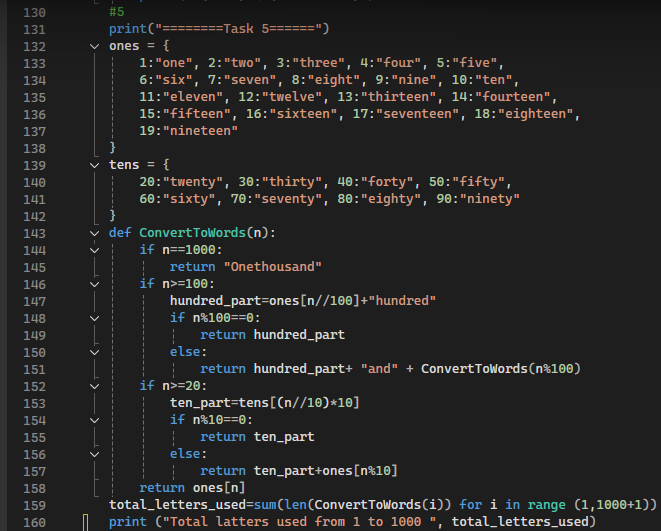 130 #5
131 print("========Task 5======")
132 ones = {
133 1:"one", 2:"two", 3:"three", 4:"four", 5:"five",
134 6:"six", 7:"seven", 8:"eight", 9:"nine", 10:"ten",
135 11:"eleven", 12:"twelve", 13:"thirteen", 14:"fourteen",
136 15:"fifteen", 16:"sixteen", 17:"seventeen", 18:"eighteen",
137 19:"nineteen"
138 }
139 tens = {
140 20:"twenty", 30:"thirty", 40:"forty", 50:"fifty",
141 60:"sixty", 70:"seventy", 80:"eighty", 90:"ninety"
142 }
143 def ConvertToWords(n):
144 if n==1000:
145 return "Onethousand"
146 if n>=100:
147 hundred_part=ones[n//100]+"hundred"
148 if n%100==0:
149 return hundred_part
150 else:
151 return hundred_part+ "and" + ConvertToWords(n%100)
152 if n>=20:
153 ten_part=tens[(n//10)*10]
154 if n%10==0:
155 return ten_part
156 else:
157 return ten_part+ones[n%10]
158 return ones[n]
159 total_letters_used=sum(len(ConvertToWords(i)) for i in range (1,1000+1))
160 print ("Total latters used from 1 to 1000 ", total_letters_used)